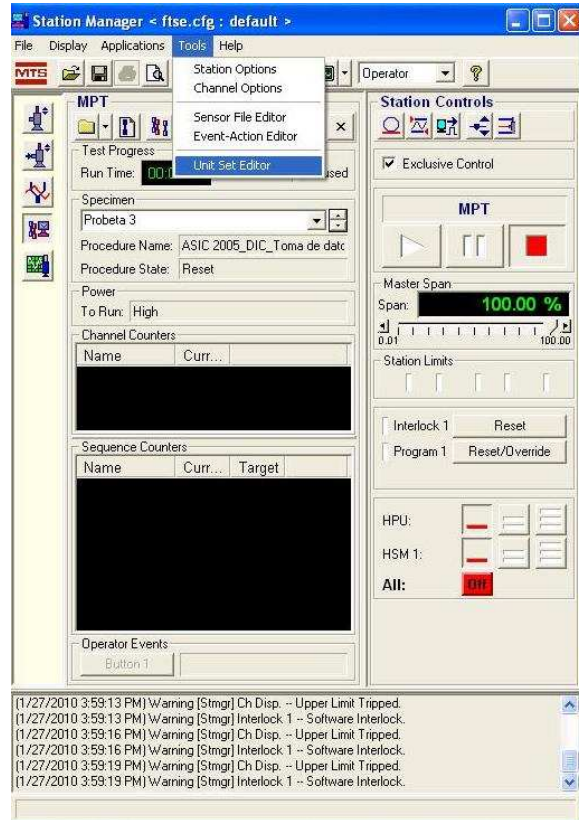 Station Manager < ftse.cfg : default >
File Display Applications Tools Help
MTS
Operator
Station Options
Channel Options
Sensor File Editor
Event-Action Editor
Unit Set Editor
MPT
Test Progress
Run Time:
Specimen
Probeta 3
Procedure Name: ASIC 2005_DIC_Toma de datc
Procedure State: Reset
Power
To Run: High
Channel Counters
Name Curr...
Sequence Counters
Name Curr... Target
Operator Events
Button 1
Station Controls
Exclusive Control
MPT
Master Span
Span: 100.00 %
0.01 100.00
Station Limits
Interlock 1 Reset
Program 1 Reset/Override
HPU:
HSM 1:
All: Off
(1/27/2010 3:59:13 PM) Warning [Stmgr] Ch Disp. -- Upper Limit Tripped.
(1/27/2010 3:59:13 PM) Warning [Stmgr] Interlock 1 -- Software Interlock.
(1/27/2010 3:59:16 PM) Warning [Stmgr] Ch Disp. -- Upper Limit Tripped.
(1/27/2010 3:59:16 PM) Warning [Stmgr] Interlock 1 -- Software Interlock.
(1/27/2010 3:59:19 PM) Warning [Stmgr] Ch Disp. -- Upper Limit Tripped.
(1/27/2010 3:59:19 PM) Warning [Stmgr] Interlock 1 -- Software Interlock.